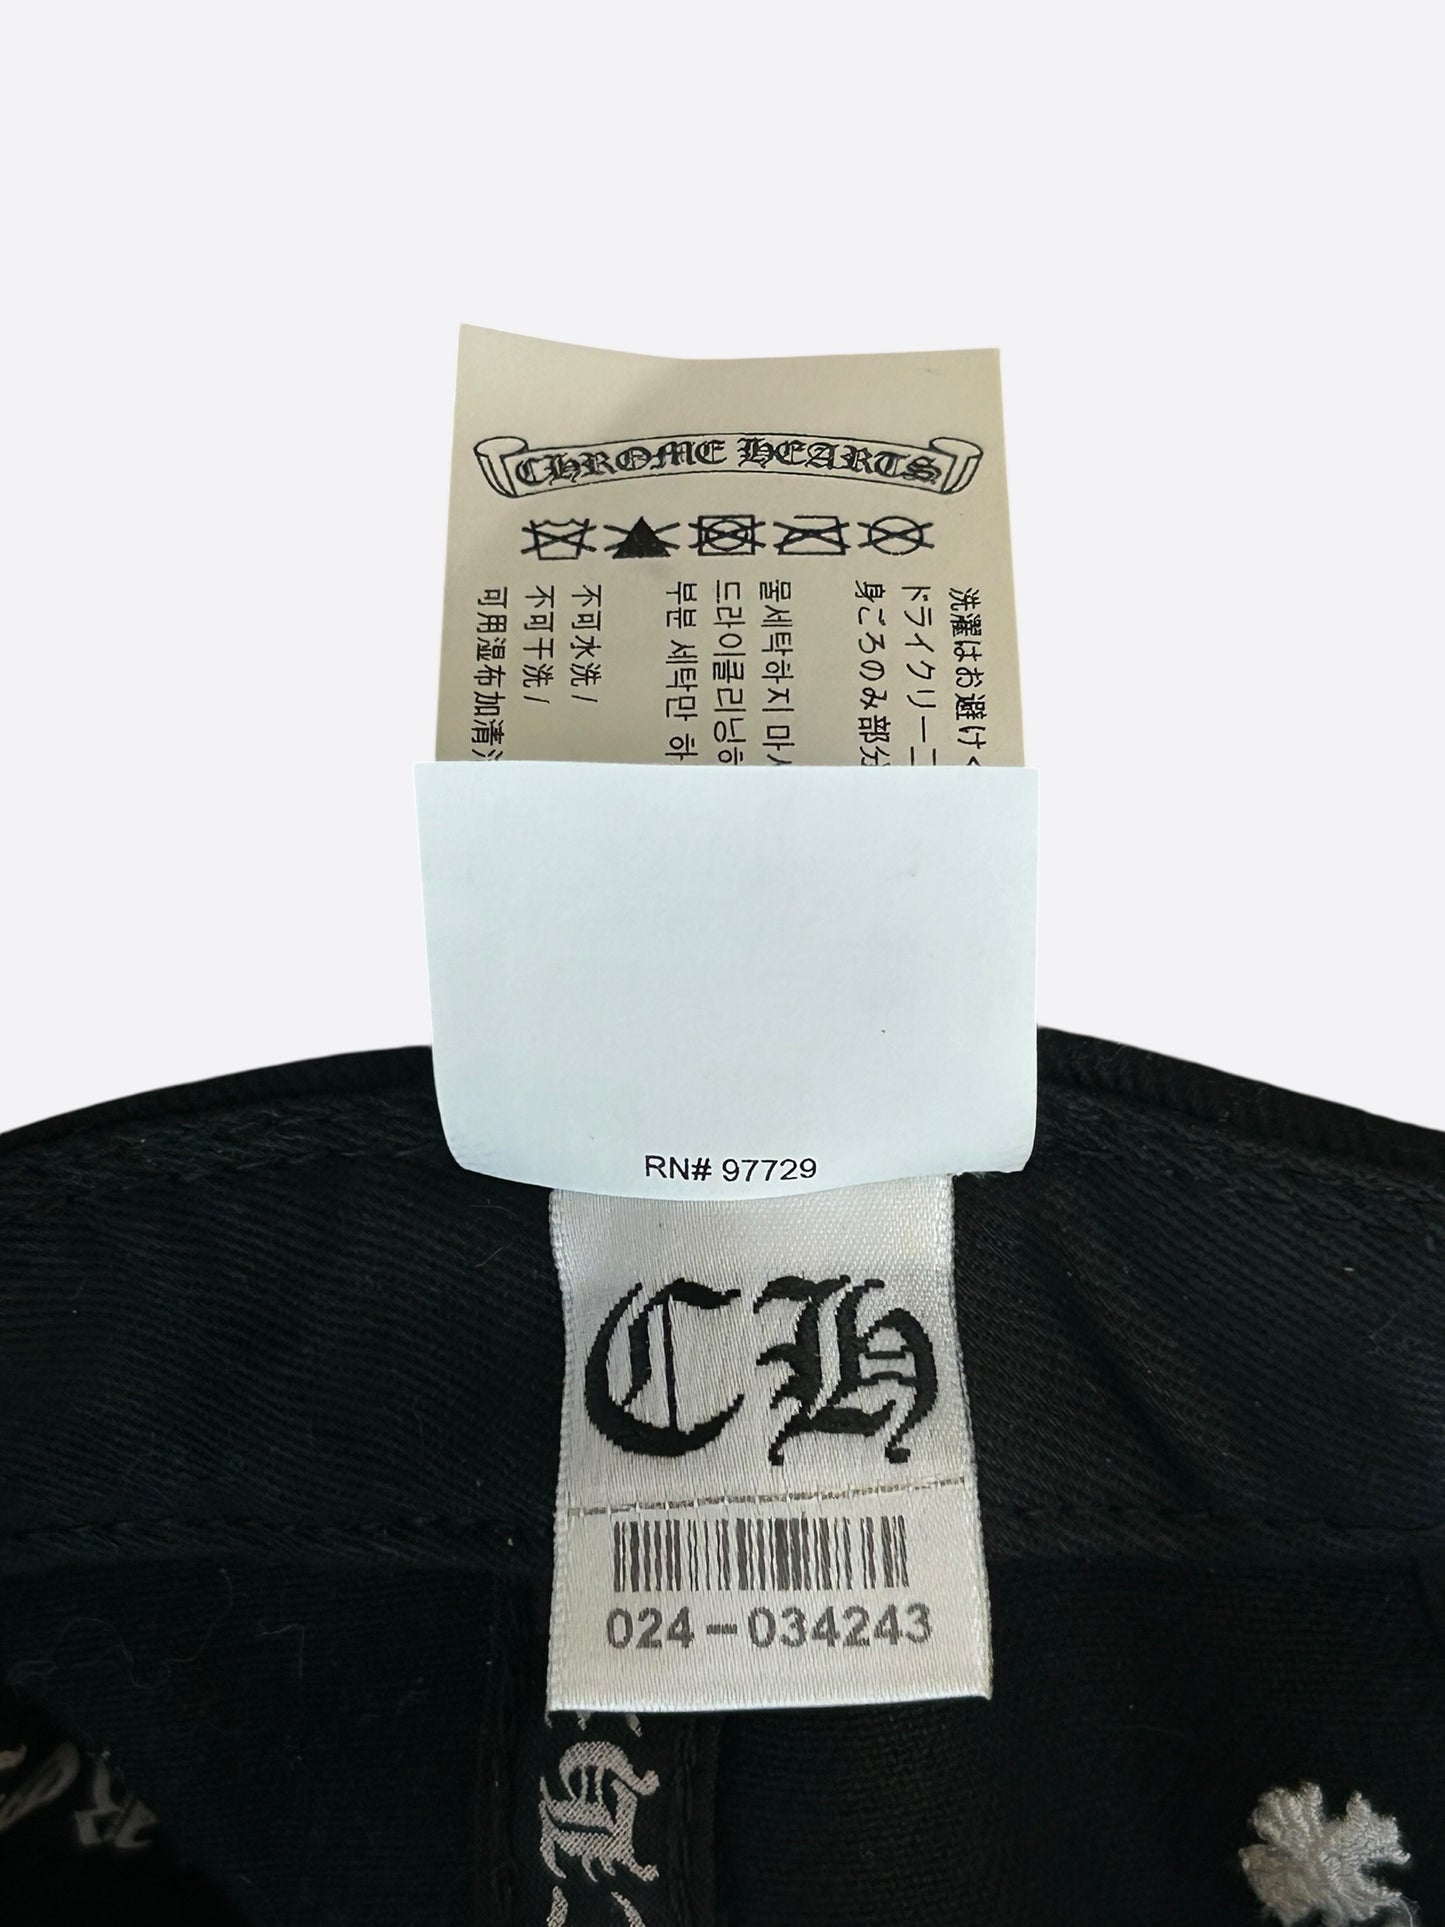 CHROME HEARTS
洗濯はお避け
ドライクリーニ
身ごろのみ部分
물세탁하지 마
드라이클리닝
부분 세탁만 하
不可水洗/
不可干洗/
可用湿布加清
RN# 97729
CH
024-034243